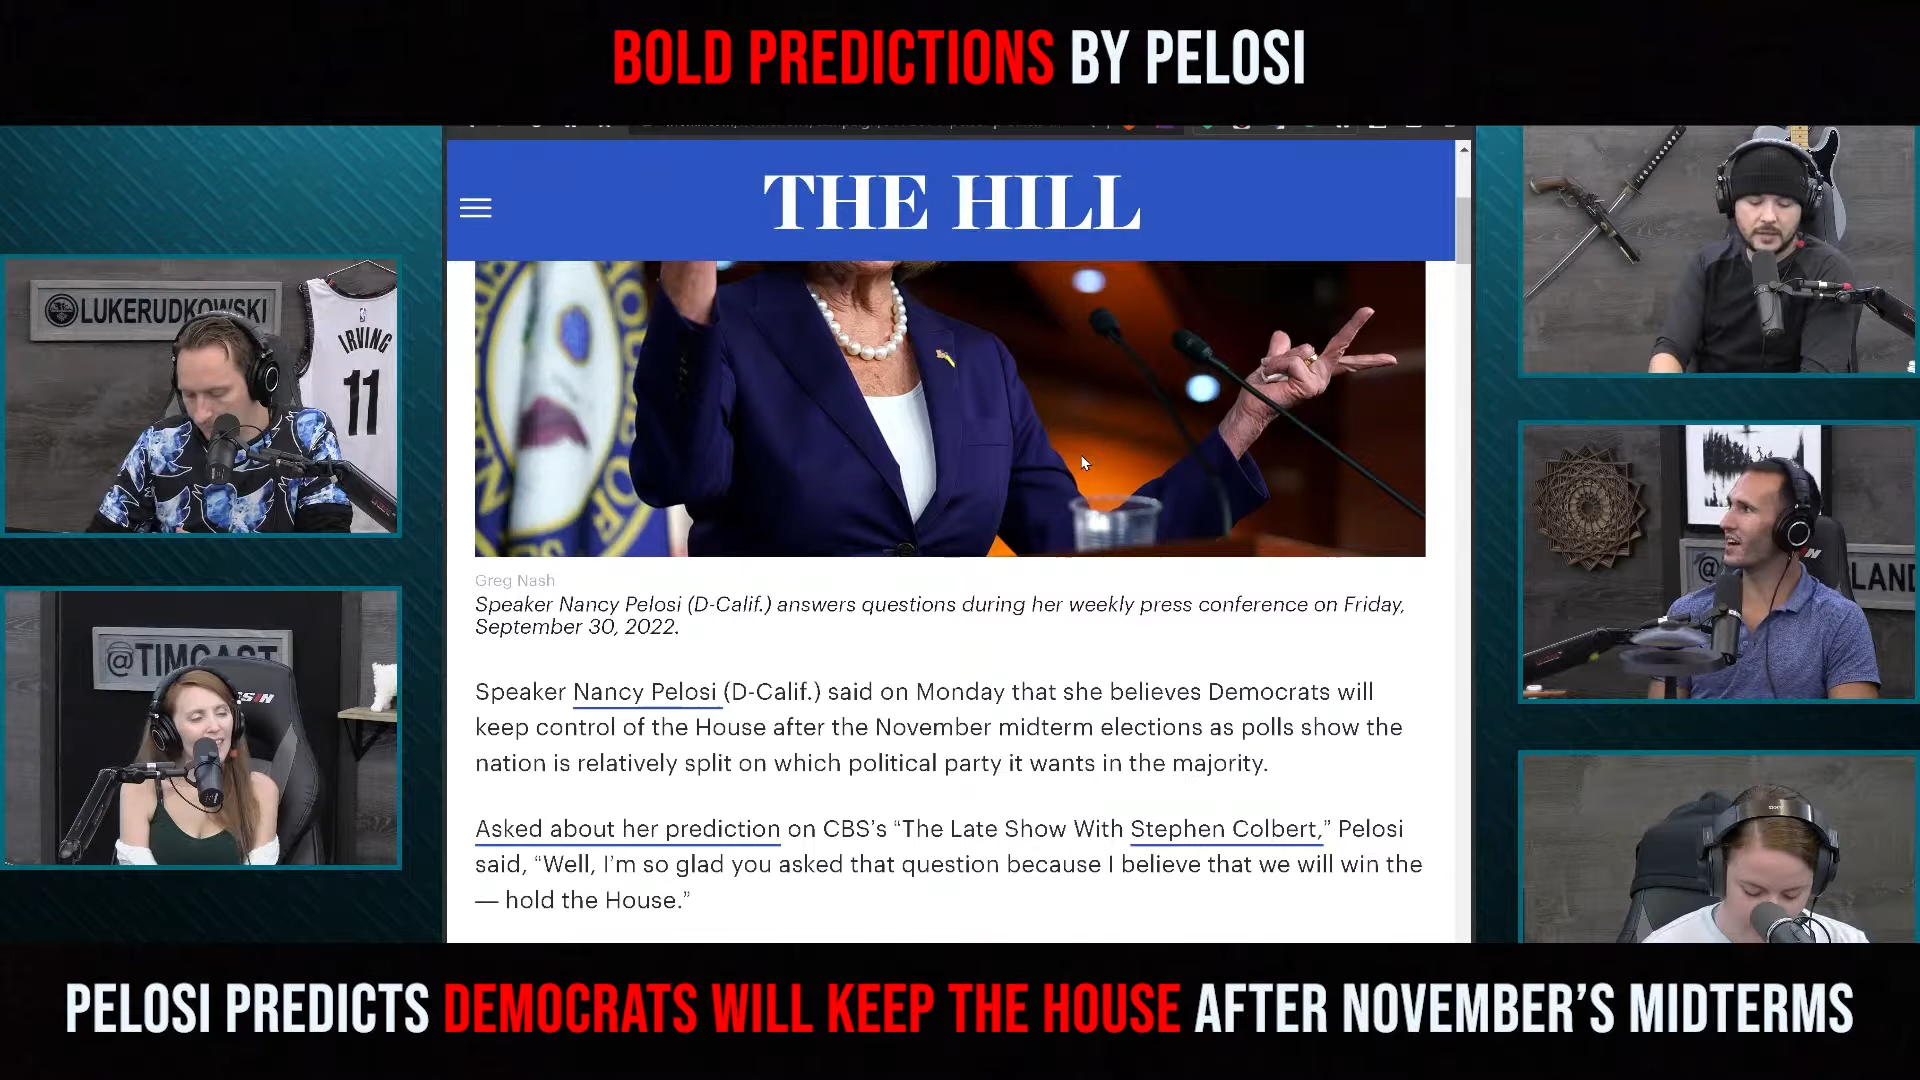 BOLD PREDICTIONS BY PELOSI
THE HILL
LUKERUDKOWSKI
IRVING
11
@TIMCAST
Greg Nash
Speaker Nancy Pelosi (D-Calif.) answers questions during her weekly press conference on Friday,
September 30, 2022.
Speaker Nancy Pelosi (D-Calif.) said on Monday that she believes Democrats will
keep control of the House after the November midterm elections as polls show the
nation is relatively split on which political party it wants in the majority.
Asked about her prediction on CBS’s “The Late Show With Stephen Colbert,” Pelosi
said, “Well, I’m so glad you asked that question because I believe that we will win the
— hold the House.”
PELOSI PREDICTS DEMOCRATS WILL KEEP THE HOUSE AFTER NOVEMBER’S MIDTERMS